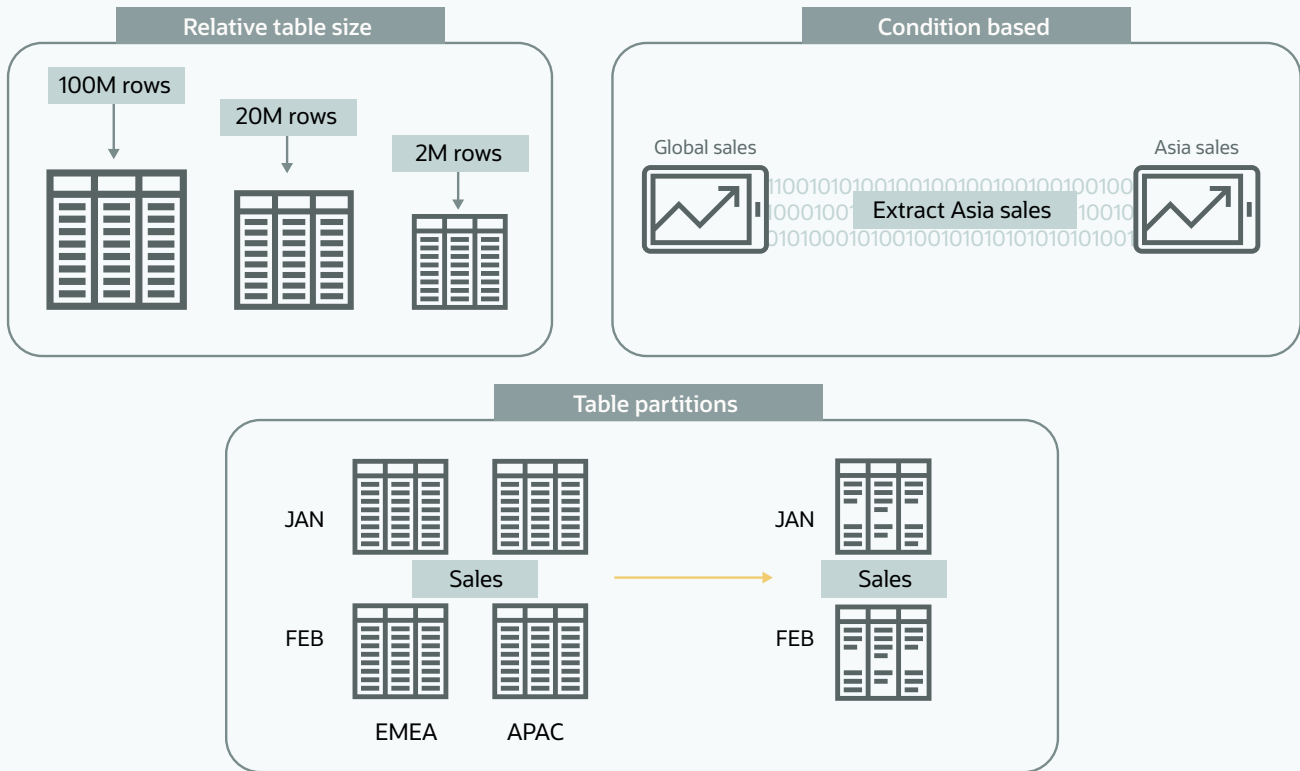 Relative table size
100M rows
20M rows
2M rows
Condition based
Global sales
Asia sales
Extract Asia sales
Table partitions
JAN
JAN
Sales
Sales
FEB
FEB
EMEA
APAC